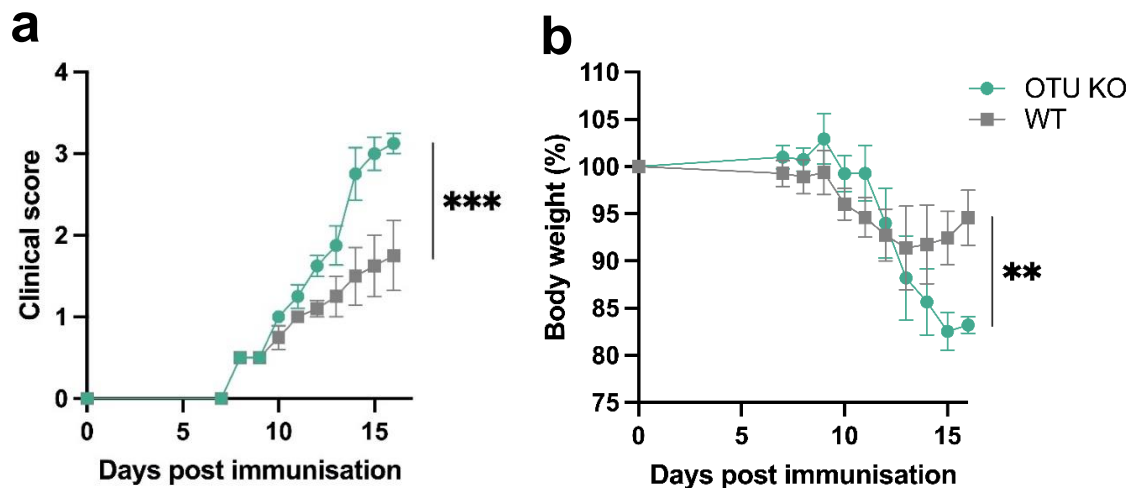 a
4
3
2
1
0
Clinical score
0 5 10 15
Days post immunisation
***
b
110
105
100
95
90
85
80
75
Body weight (%)
0 5 10 15
Days post immunisation
**
OTU KO
WT